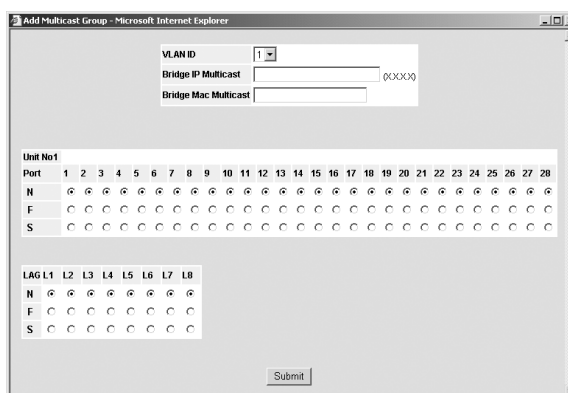 Add Multicast Group - Microsoft Internet Explorer
VLAN ID 1
Bridge IP Multicast (X.X.X.X)
Bridge Mac Multicast
Unit No1
Port 1 2 3 4 5 6 7 8 9 10 11 12 13 14 15 16 17 18 19 20 21 22 23 24 25 26 27 28
N
F
S
LAG L1 L2 L3 L4 L5 L6 L7 L8
N
F
S
Submit